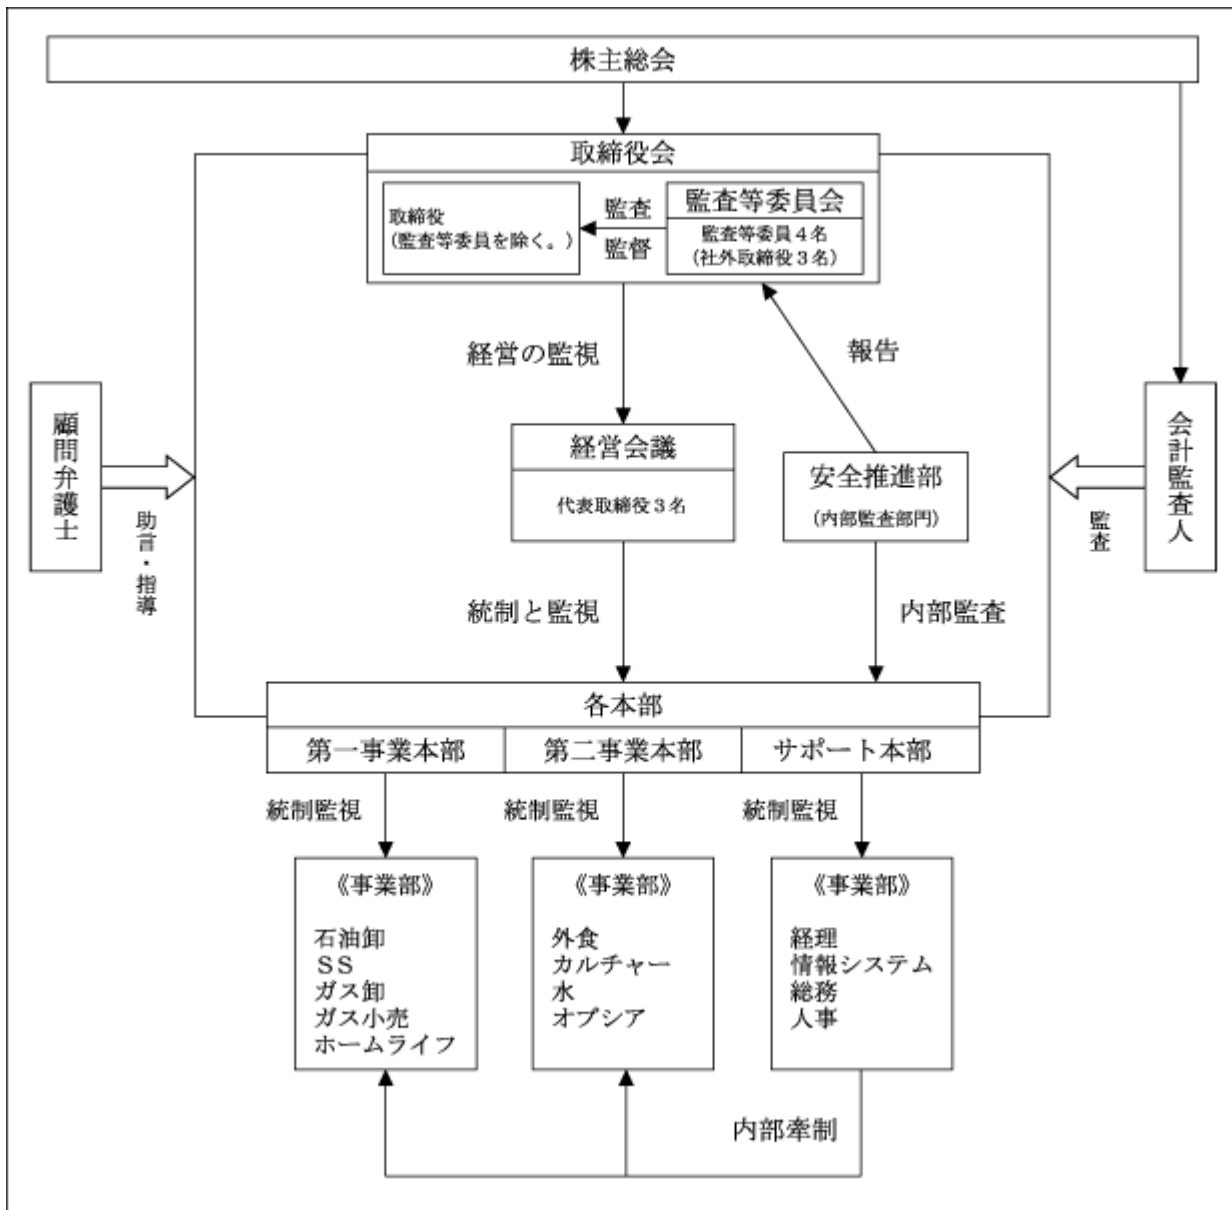 株主総会
取締役会
取締役
(監査等委員を除く。)
監査
監督
監査等委員会
監査等委員４名
(社外取締役３名)
経営の監視
報告
顧問弁護士
助言・指導
経営会議
代表取締役３名
安全推進部
(内部監査部門)
会計監査人
監査
統制と監視
内部監査
各本部
第一事業本部
第二事業本部
サポート本部
統制監視
統制監視
統制監視
《事業部》
石油卸
ＳＳ
ガス卸
ガス小売
ホームライフ
《事業部》
外食
カルチャー
水
オプシア
《事業部》
経理
情報システム
総務
人事
内部牽制